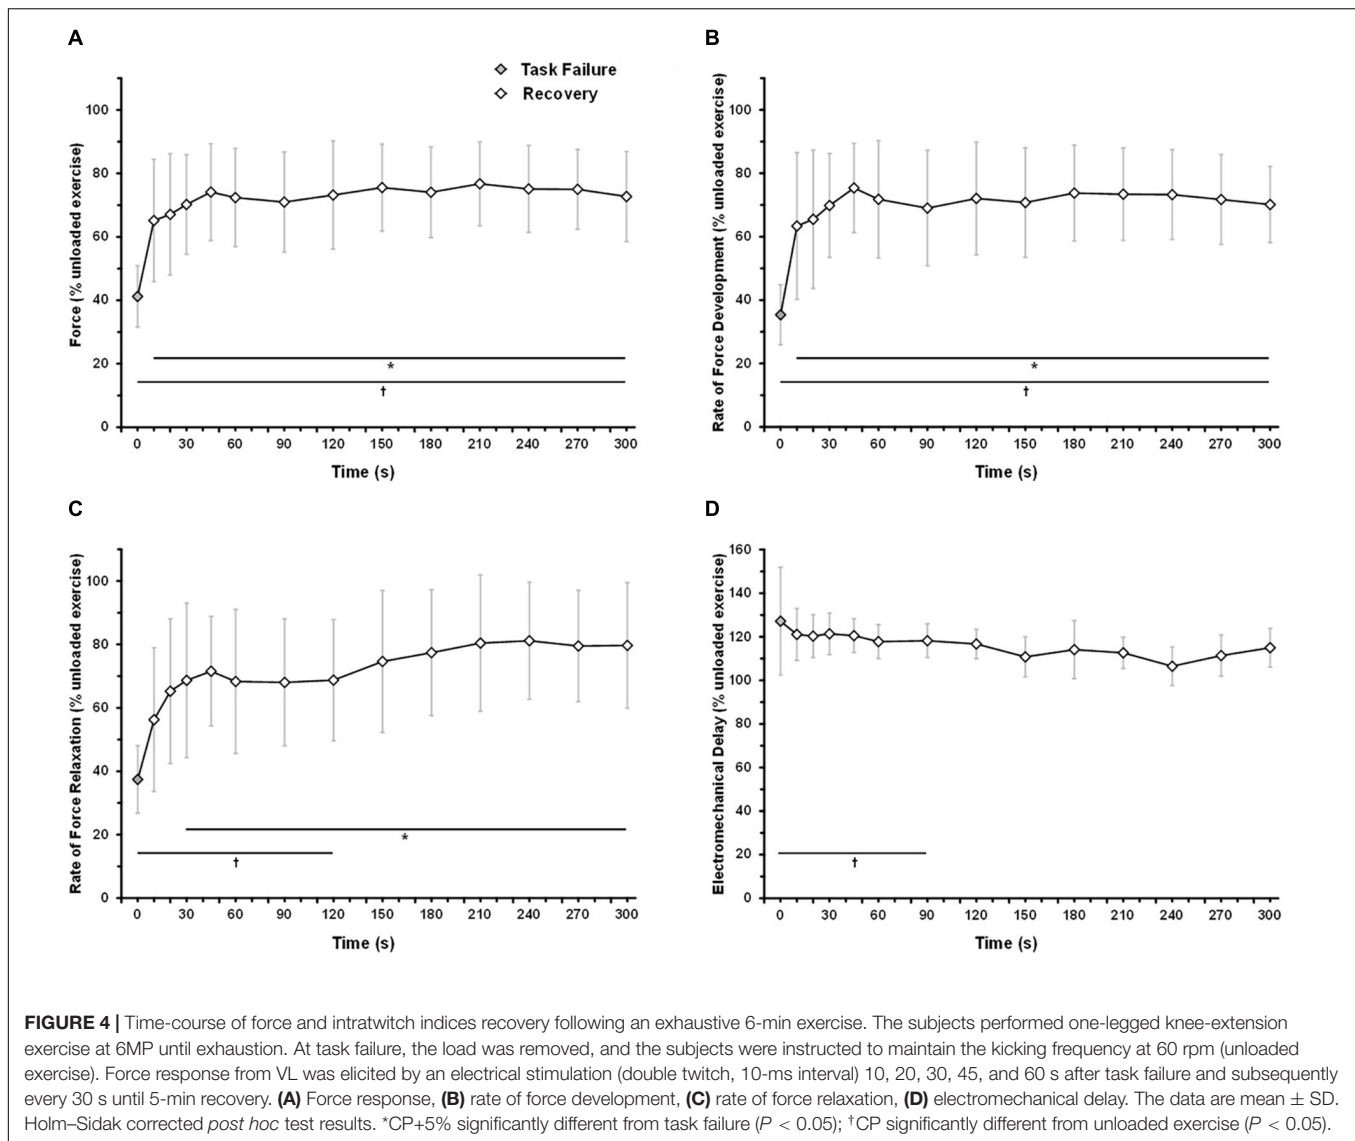 A
Task Failure
Recovery
Force (% unloaded exercise)
100
80
60
40
20
0
*
†
0 30 60 90 120 150 180 210 240 270 300
Time (s)
B
Rate of Force Development (% unloaded exercise)
100
80
60
40
20
0
*
†
0 30 60 90 120 150 180 210 240 270 300
Time (s)
C
Rate of Force Relaxation (% unloaded exercise)
100
80
60
40
20
0
*
†
0 30 60 90 120 150 180 210 240 270 300
Time (s)
D
Electromechanical Delay (% unloaded exercise)
160
140
120
100
80
60
40
20
0
†
0 30 60 90 120 150 180 210 240 270 300
Time (s)
FIGURE 4 | Time-course of force and intratwitch indices recovery following an exhaustive 6-min exercise. The subjects performed one-legged knee-extension
exercise at 6MP until exhaustion. At task failure, the load was removed, and the subjects were instructed to maintain the kicking frequency at 60 rpm (unloaded
exercise). Force response from VL was elicited by an electrical stimulation (double twitch, 10-ms interval) 10, 20, 30, 45, and 60 s after task failure and subsequently
every 30 s until 5-min recovery. (A) Force response, (B) rate of force development, (C) rate of force relaxation, (D) electromechanical delay. The data are mean ± SD.
Holm–Sidak corrected post hoc test results. *CP+5% significantly different from task failure (P < 0.05); †CP significantly different from unloaded exercise (P < 0.05).